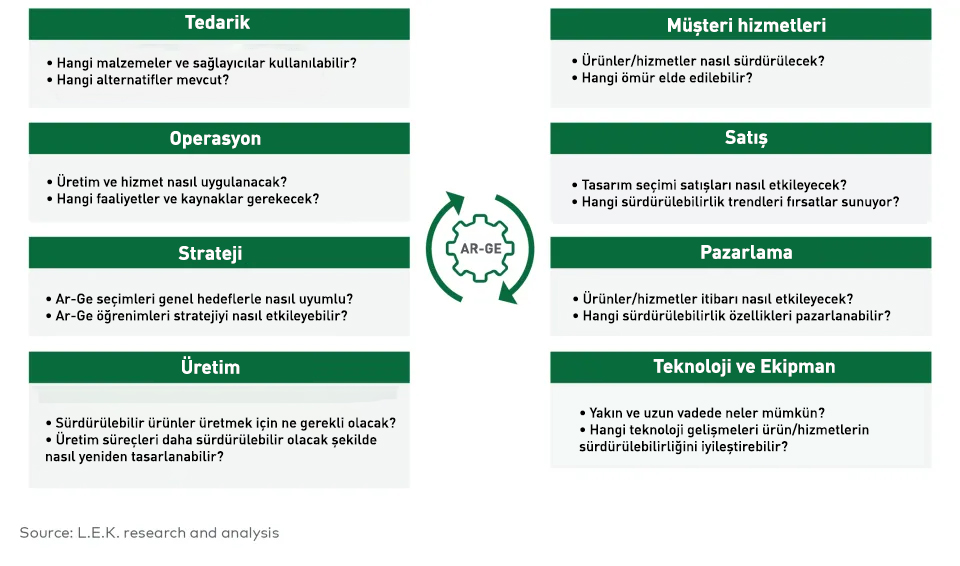 Tedarik
• Hangi malzemeler ve sağlayıcılar kullanılabilir?
• Hangi alternatifler mevcut?
Operasyon
• Üretim ve hizmet nasıl uygulanacak?
• Hangi faaliyetler ve kaynaklar gerekecek?
Strateji
• Ar-Ge seçimleri genel hedeflerle nasıl uyumlu?
• Ar-Ge öğrenimleri stratejiyi nasıl etkileyebilir?
Üretim
• Sürdürülebilir ürünler üretmek için ne gerekli olacak?
• Üretim süreçleri daha sürdürülebilir olacak şekilde
nasıl yeniden tasarlanabilir?
AR-GE
Müşteri hizmetleri
• Ürünler/hizmetler nasıl sürdürülecek?
• Hangi ömür elde edilebilir?
Satış
• Tasarım seçimi satışları nasıl etkileyecek?
• Hangi sürdürülebilirlik trendleri fırsatlar sunuyor?
Pazarlama
• Ürünler/hizmetler itibarı nasıl etkileyecek?
• Hangi sürdürülebilirlik özellikleri pazarlanabilir?
Teknoloji ve Ekipman
• Yakın ve uzun vadede neler mümkün?
• Hangi teknoloji gelişmeleri ürün/hizmetlerin
sürdürülebilirliğini iyileştirebilir?
Source: L.E.K. research and analysis